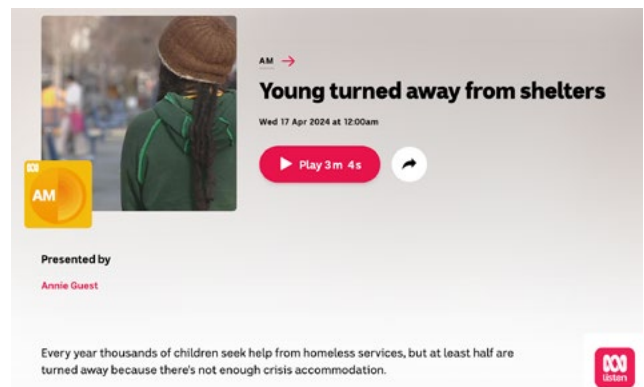 AM →
Young turned away from shelters
Wed 17 Apr 2024 at 12:00am
Play 3m 4s
AM
Presented by
Annie Guest
Every year thousands of children seek help from homeless services, but at least half are
turned away because there's not enough crisis accommodation.
listen